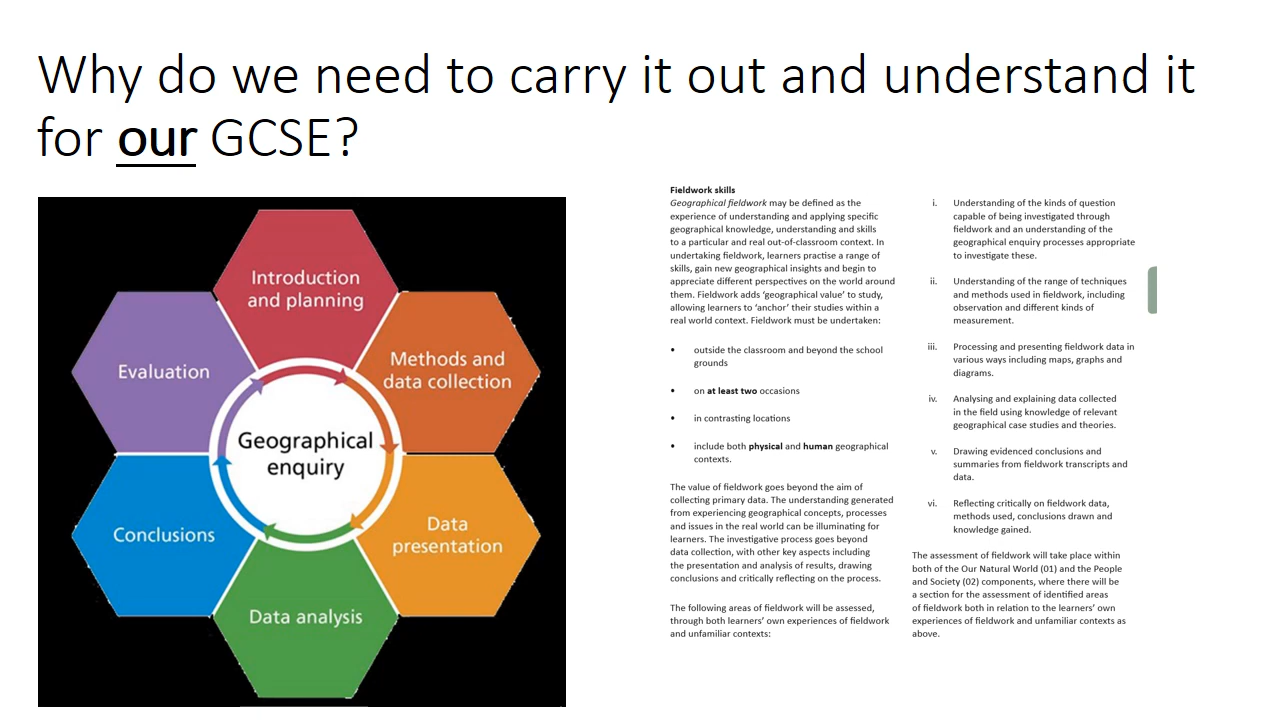 Why do we need to carry it out and understand it
for our GCSE?
Introduction
and planning
Methods and
data collection
Data
presentation
Data analysis
Conclusions
Evaluation
Geographical
enquiry
Fieldwork skills
Geographical fieldwork may be defined as the
experience of understanding and applying specific
geographical knowledge, understanding and skills
to a particular and real out-of-classroom context. In
undertaking fieldwork, learners practise a range of
skills, gain new geographical insights and begin to
appreciate different perspectives on the world around
them. Fieldwork adds ‘geographical value’ to study,
allowing learners to ‘anchor’ their studies within a
real world context. Fieldwork must be undertaken:
• outside the classroom and beyond the school
grounds
• on at least two occasions
• in contrasting locations
• include both physical and human geographical
contexts.
The value of fieldwork goes beyond the aim of
collecting primary data. The understanding generated
from experiencing geographical concepts, processes
and issues in the real world can be illuminating for
learners. The investigative process goes beyond
data collection, with other key aspects including
the presentation and analysis of results, drawing
conclusions and critically reflecting on the process.
The following areas of fieldwork will be assessed,
through both learners’ own experiences of fieldwork
and unfamiliar contexts:
i. Understanding of the kinds of question
capable of being investigated through
fieldwork and an understanding of the
geographical enquiry processes appropriate
to investigate these.
ii. Understanding of the range of techniques
and methods used in fieldwork, including
observation and different kinds of
measurement.
iii. Processing and presenting fieldwork data in
various ways including maps, graphs and
diagrams.
iv. Analysing and explaining data collected
in the field using knowledge of relevant
geographical case studies and theories.
v. Drawing evidenced conclusions and
summaries from fieldwork transcripts and
data.
vi. Reflecting critically on fieldwork data,
methods used, conclusions drawn and
knowledge gained.
The assessment of fieldwork will take place within
both of the Our Natural World (01) and the People
and Society (02) components, where there will be
a section for the assessment of identified areas
of fieldwork both in relation to the learners’ own
experiences of fieldwork and unfamiliar contexts as
above.